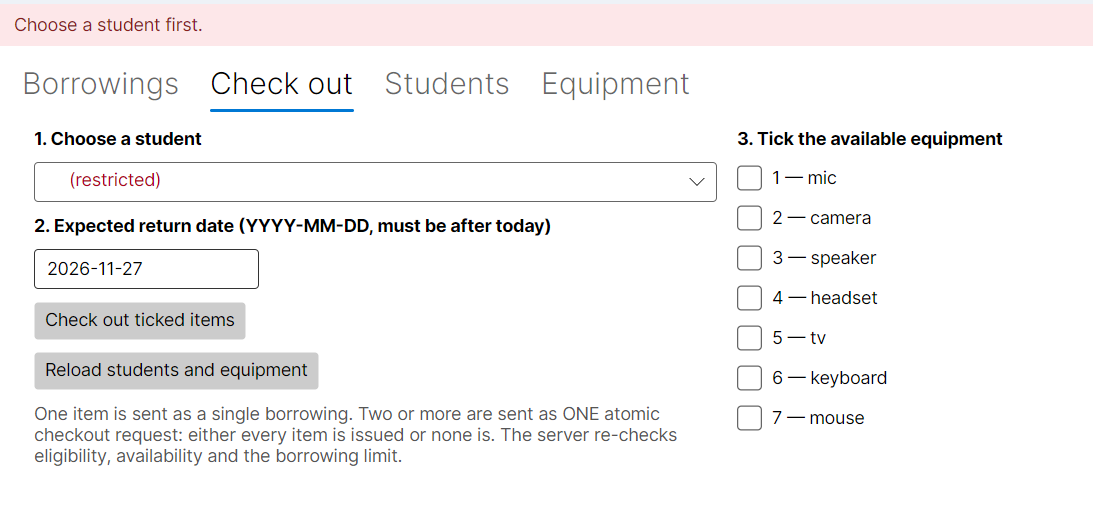 Choose a student first.
Borrowings Check out Students Equipment
1. Choose a student
(restricted)
2. Expected return date (YYYY-MM-DD, must be after today)
2026-11-27
Check out ticked items
Reload students and equipment
One item is sent as a single borrowing. Two or more are sent as ONE atomic
checkout request: either every item is issued or none is. The server re-checks
eligibility, availability and the borrowing limit.
3. Tick the available equipment
1 — mic
2 — camera
3 — speaker
4 — headset
5 — tv
6 — keyboard
7 — mouse